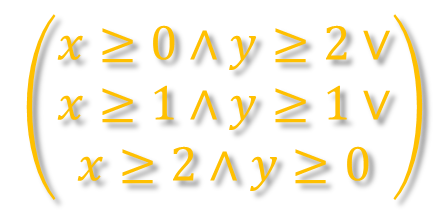 x ≥ 0 ∧ y ≥ 2 ∨
x ≥ 1 ∧ y ≥ 1 ∨
x ≥ 2 ∧ y ≥ 0